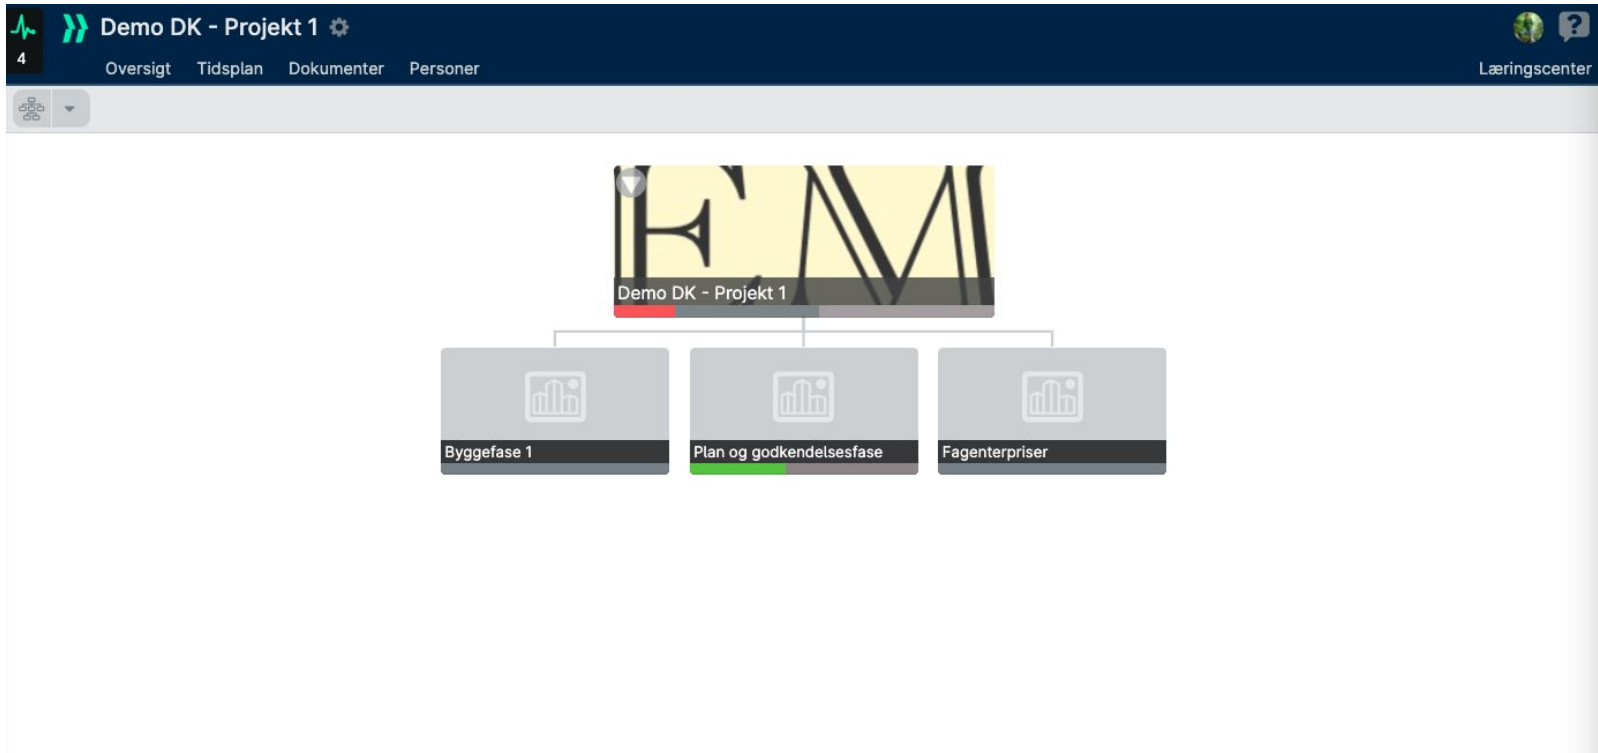 Demo DK - Projekt 1
?
4
Oversigt Tidsplan Dokumenter Personer
Læringscenter
EM
Demo DK - Projekt 1
Byggefase 1
Plan og godkendelsesfase
Fagenterpriser